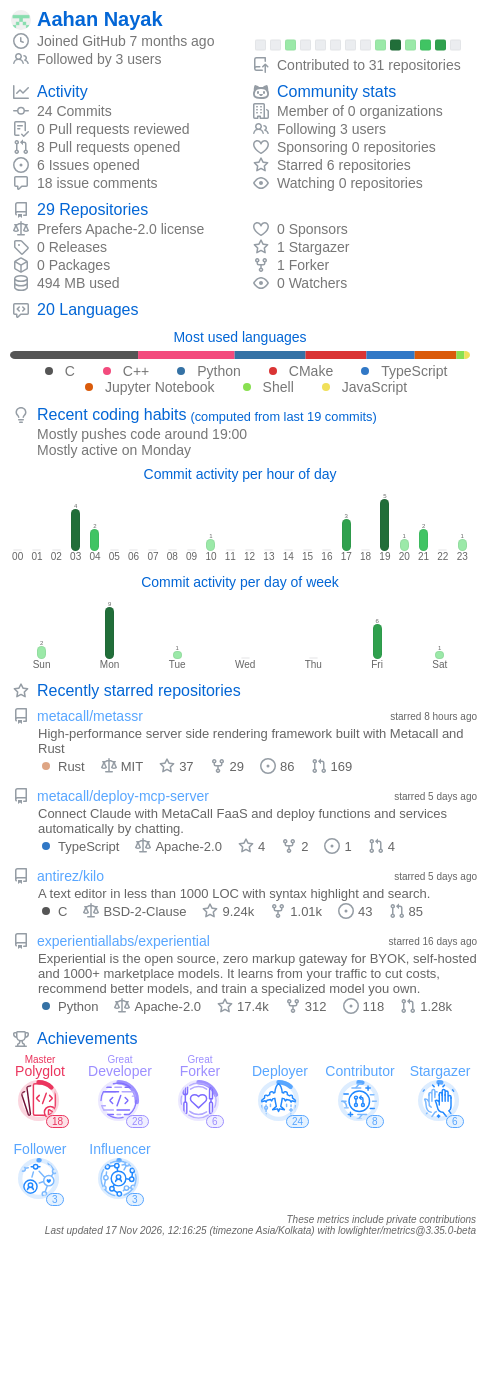 Aahan Nayak
Joined GitHub 7 months ago
Followed by 3 users
Contributed to 31 repositories
Activity
24 Commits
0 Pull requests reviewed
8 Pull requests opened
6 Issues opened
18 issue comments
Community stats
Member of 0 organizations
Following 3 users
Sponsoring 0 repositories
Starred 6 repositories
Watching 0 repositories
29 Repositories
Prefers Apache-2.0 license
0 Releases
0 Packages
494 MB used
0 Sponsors
1 Stargazer
1 Forker
0 Watchers
20 Languages
Most used languages
C C++ Python CMake TypeScript
Jupyter Notebook Shell JavaScript
Recent coding habits (computed from last 19 commits)
Mostly pushes code around 19:00
Mostly active on Monday
Commit activity per hour of day
4 2 1 3 5 1 2 1
00 01 02 03 04 05 06 07 08 09 10 11 12 13 14 15 16 17 18 19 20 21 22 23
Commit activity per day of week
2 9 1 6 1
Sun Mon Tue Wed Thu Fri Sat
Recently starred repositories
metacall/metassr starred 8 hours ago
High-performance server side rendering framework built with Metacall and
Rust
Rust MIT 37 29 86 169
metacall/deploy-mcp-server starred 5 days ago
Connect Claude with MetaCall FaaS and deploy functions and services
automatically by chatting.
TypeScript Apache-2.0 4 2 1 4
antirez/kilo starred 5 days ago
A text editor in less than 1000 LOC with syntax highlight and search.
C BSD-2-Clause 9.24k 1.01k 43 85
experientiallabs/experiential starred 16 days ago
Experiential is the open source, zero markup gateway for BYOK, self-hosted
and 1000+ marketplace models. It learns from your traffic to cut costs,
recommend better models, and train a specialized model you own.
Python Apache-2.0 17.4k 312 118 1.28k
Achievements
Master Great Great
Polyglot Developer Forker Deployer Contributor Stargazer
18 28 6 24 8 6
Follower Influencer
3 3
These metrics include private contributions
Last updated 17 Nov 2026, 12:16:25 (timezone Asia/Kolkata) with lowlighter/metrics@3.35.0-beta